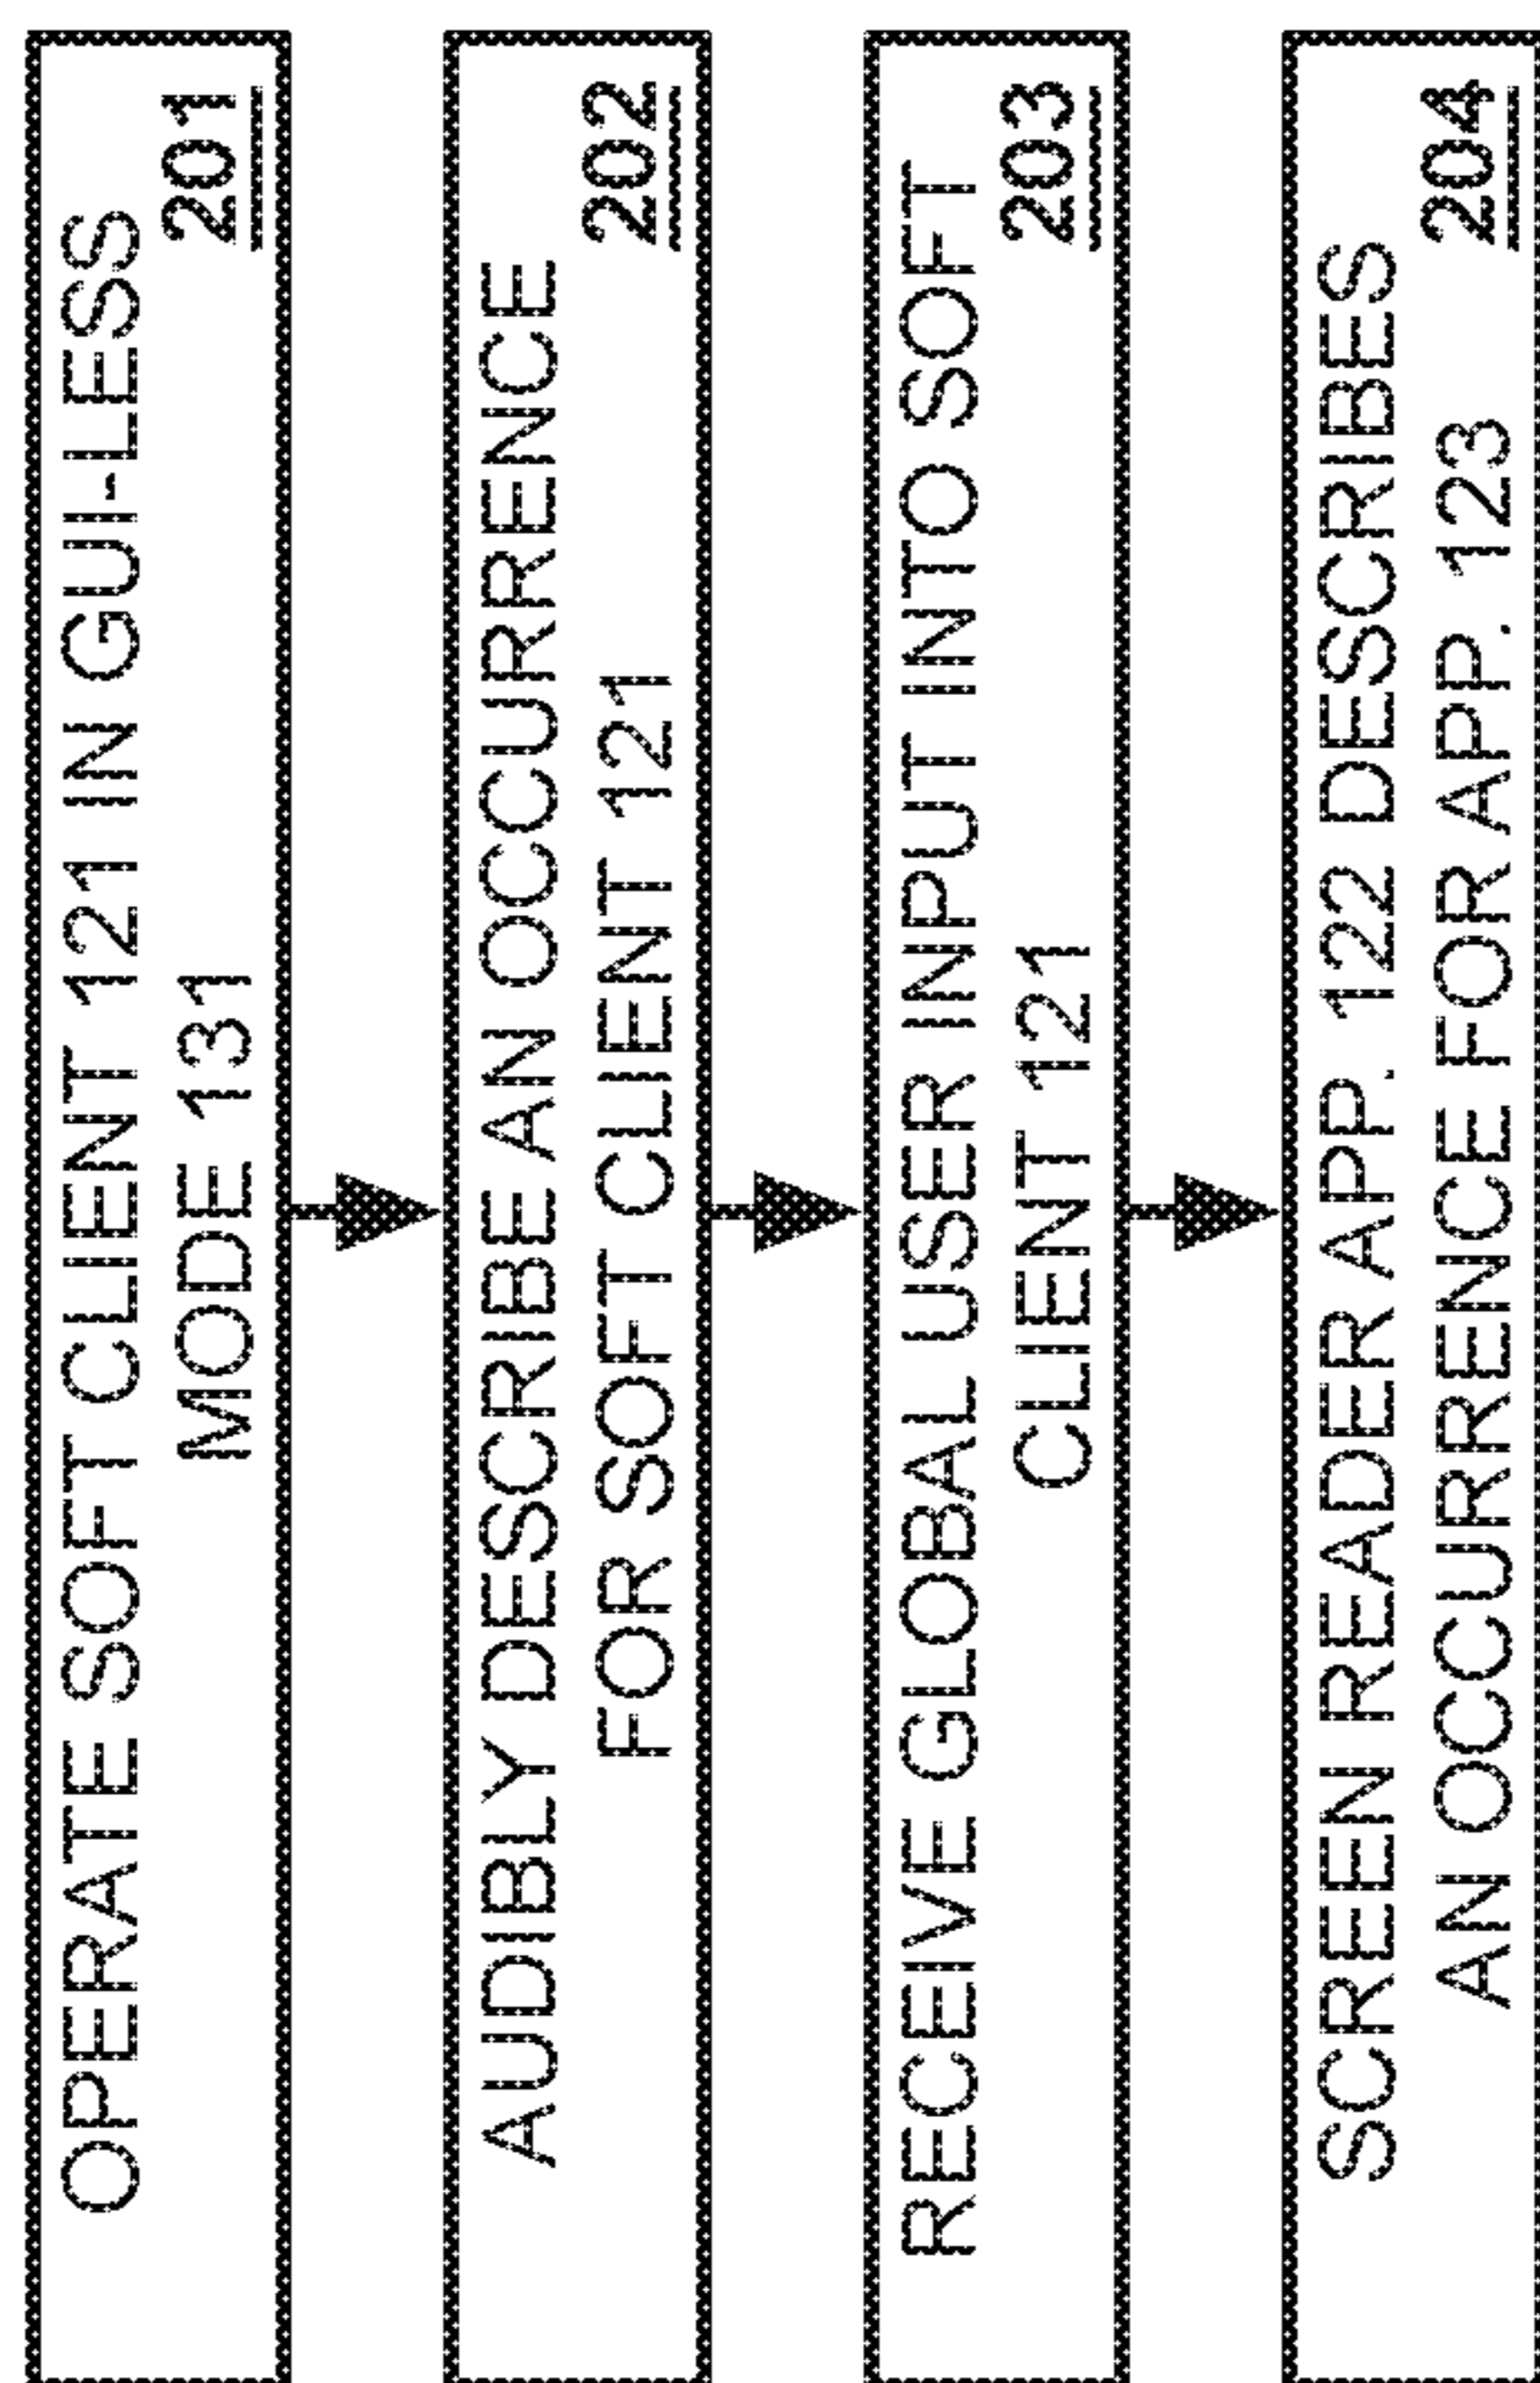 OPERATE SOFT CLIENT 121 IN GUI-LESS
MODE 131
201
AUDIBLY DESCRIBE AN OCCURRENCE
FOR SOFT CLIENT 121
202
RECEIVE GLOBAL USER INPUT INTO SOFT
CLIENT 121
203
SCREEN READER APP. 122 DESCRIBES
AN OCCURRENCE FOR APP. 123
204